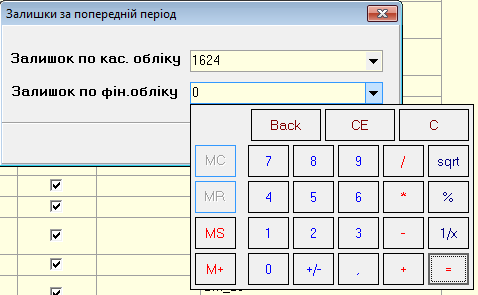 Залишки за попередній період
Залишок по кас. обліку 1624
Залишок по фін.обліку 0
Back CE C
MC 7 8 9 / sqrt
MR 4 5 6 * %
MS 1 2 3 - 1/x
M+ 0 +/- , + =